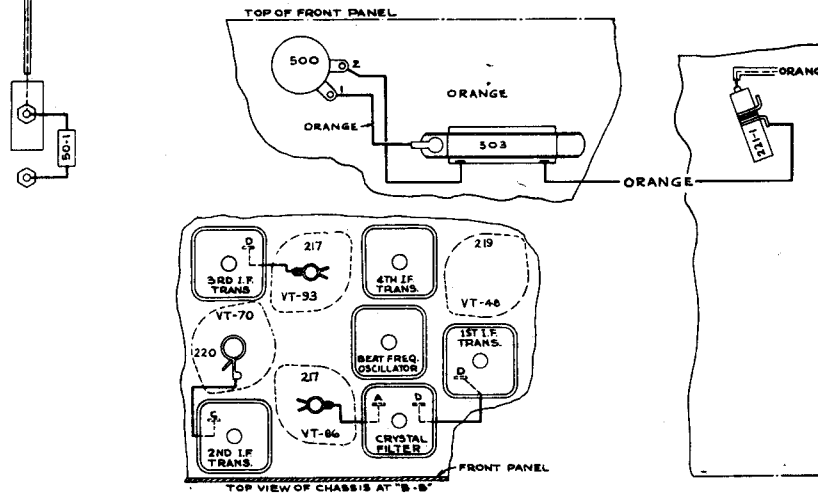 TOP OF FRONT PANEL
500
2
1
ORANGE
ORANGE
503
ORANGE
221-1
50-1
D
217
3RD I.F.
TRANS
VT-93
4TH I.F.
TRANS.
219
VT-48
VT-70
220
BEAT FREQ.
OSCILLATOR
1ST I.F.
TRANS.
D
217
VT-86
C
2ND I.F.
TRANS.
A
D
CRYSTAL
FILTER
FRONT PANEL
TOP VIEW OF CHASSIS AT "B-B"